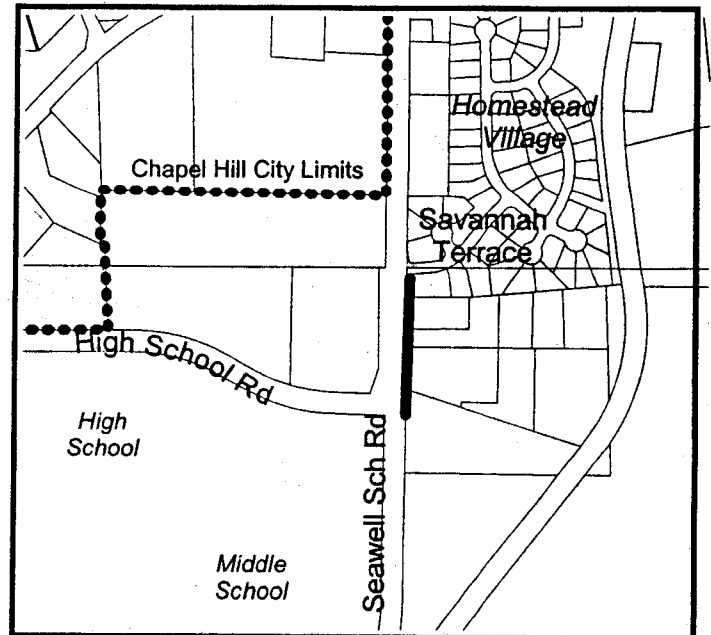 Homestead
Village
Chapel Hill City Limits
Savannah
Terrace
High School Rd
High
School
Seawell Sch Rd
Middle
School